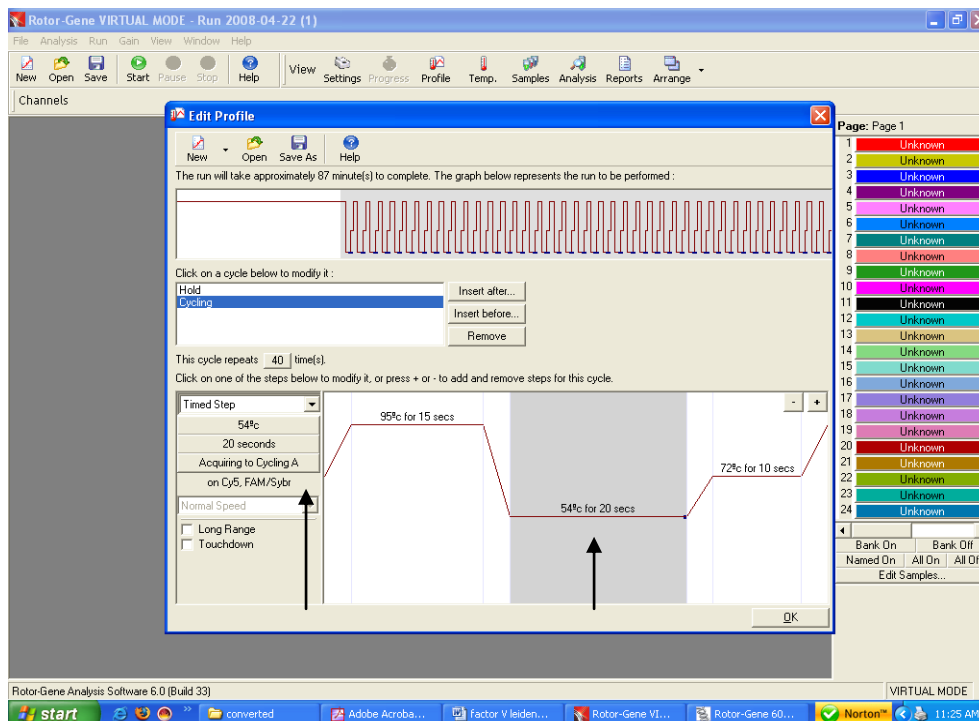 Rotor-Gene VIRTUAL MODE - Run 2008-04-22 (1)
File Analysis Run Gain View Window Help
New Open Save Start Pause Stop Help View Settings Progress Profile Temp. Samples Analysis Reports Arrange
Channels
Edit Profile
New Open Save As Help
The run will take approximately 87 minute(s) to complete. The graph below represents the run to be performed :
Click on a cycle below to modify it :
Hold
Cycling
Insert after...
Insert before...
Remove
This cycle repeats 40 time(s).
Click on one of the steps below to modify it, or press + or - to add and remove steps for this cycle.
Timed Step
54ºc
20 seconds
Acquiring to Cycling A
on Cy5, FAM/Sybr
Normal Speed
Long Range
Touchdown
- +
95ºc for 15 secs
54ºc for 20 secs
72ºc for 10 secs
OK
Page: Page 1
1 Unknown
2 Unknown
3 Unknown
4 Unknown
5 Unknown
6 Unknown
7 Unknown
8 Unknown
9 Unknown
10 Unknown
11 Unknown
12 Unknown
13 Unknown
14 Unknown
15 Unknown
16 Unknown
17 Unknown
18 Unknown
19 Unknown
20 Unknown
21 Unknown
22 Unknown
23 Unknown
24 Unknown
Bank On Bank Off
Named On All On All Of
Edit Samples...
Rotor-Gene Analysis Software 6.0 (Build 33) VIRTUAL MODE
start » converted Adobe Acroba... factor V leiden... Rotor-Gene VI... Rotor-Gene 60... Norton™ 11:25